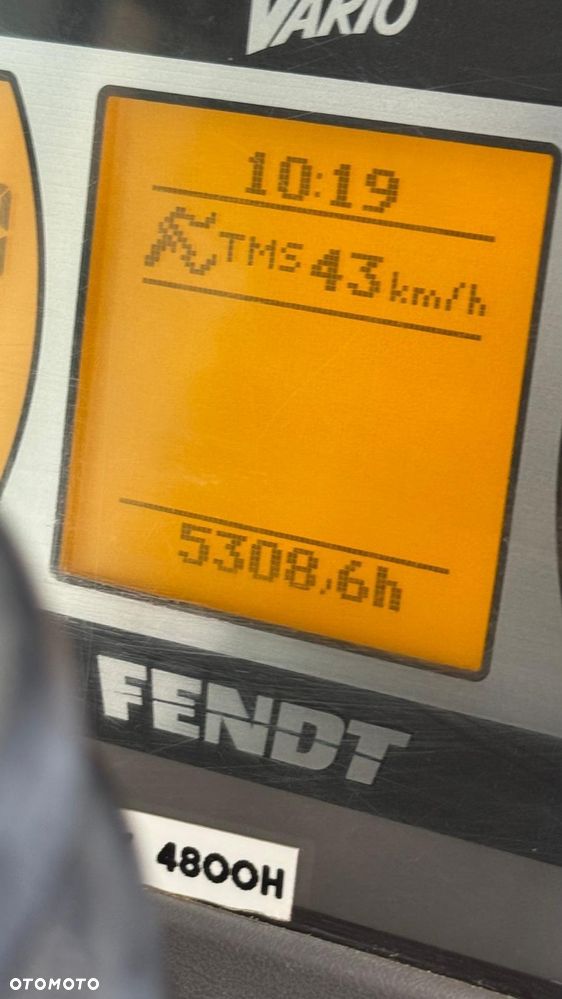 VARIO
10:19
TMS 43 km/h
5308,6h
FENDT
4800H
OTOMOTO